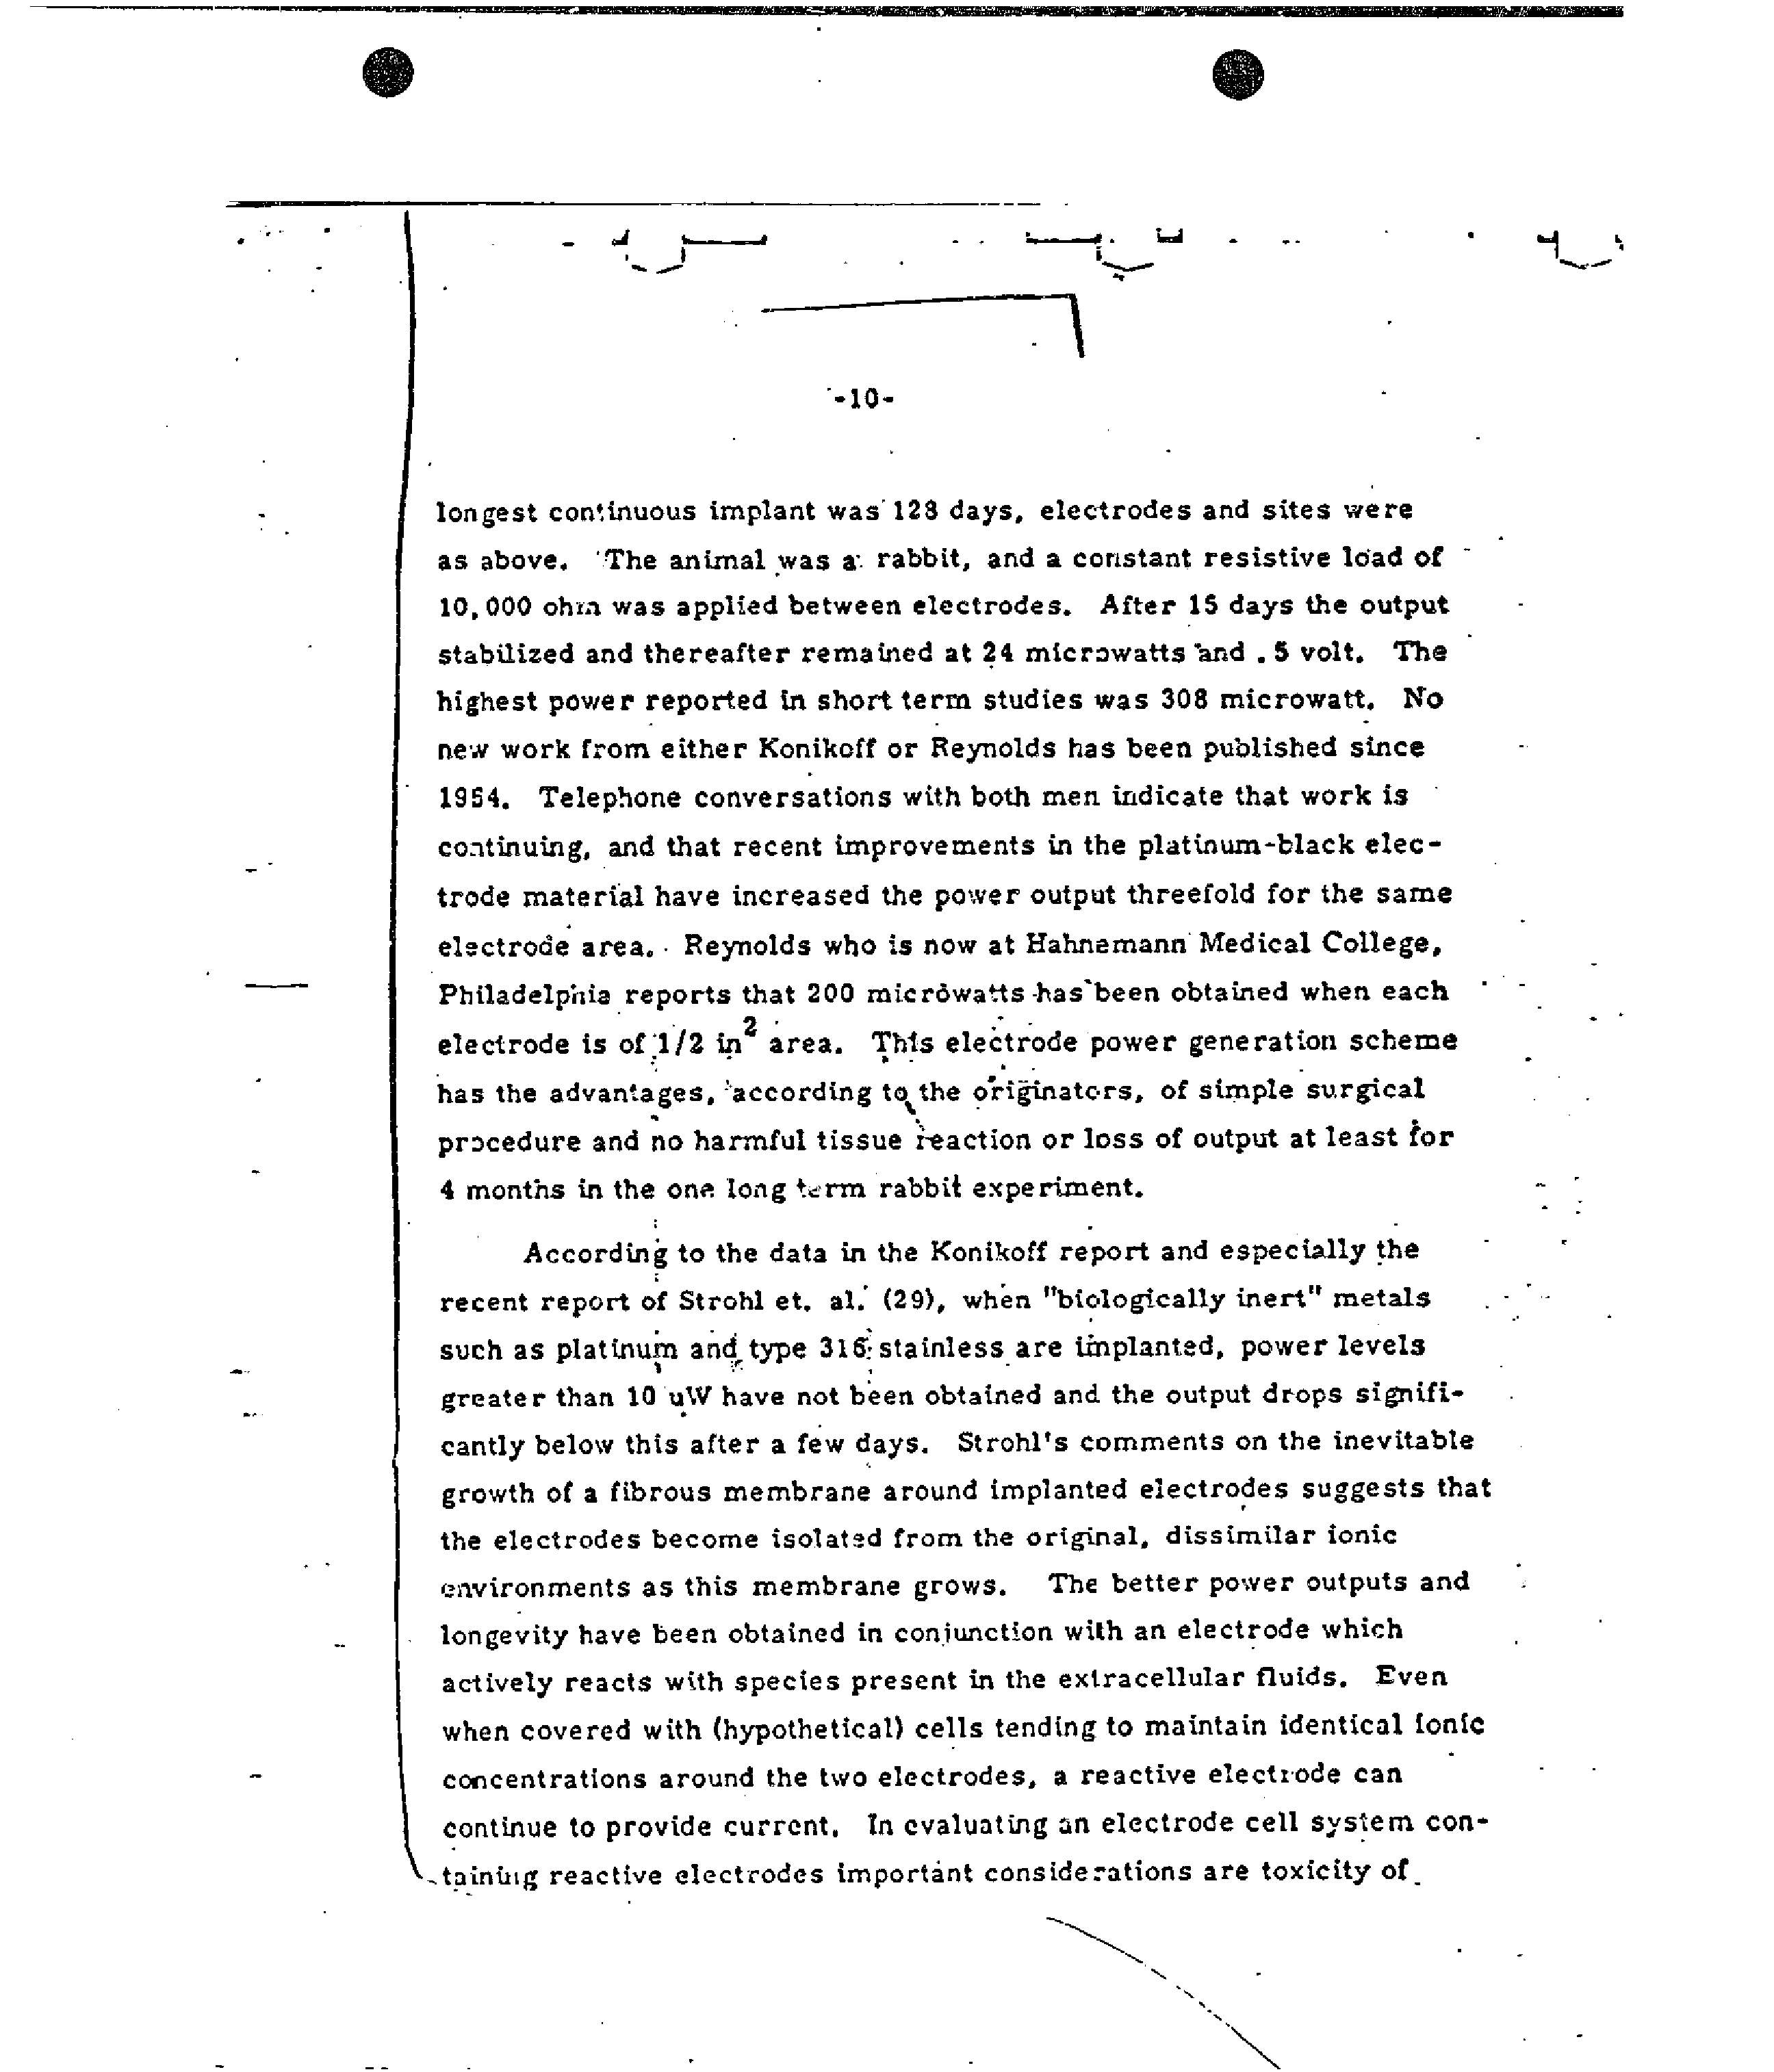 -10-
longest continuous implant was 128 days, electrodes and sites were
as above. The animal was a rabbit, and a constant resistive load of
10,000 ohm was applied between electrodes. After 15 days the output
stabilized and thereafter remained at 24 microwatts and .5 volt. The
highest power reported in short term studies was 308 microwatt. No
new work from either Konikoff or Reynolds has been published since
1964. Telephone conversations with both men indicate that work is
continuing, and that recent improvements in the platinum-black elec-
trode material have increased the power output threefold for the same
electrode area. Reynolds who is now at Hahnemann Medical College,
Philadelphia reports that 200 microwatts has been obtained when each
electrode is of 1/2 in2 area. This electrode power generation scheme
has the advantages, according to the originators, of simple surgical
procedure and no harmful tissue reaction or loss of output at least for
4 months in the one long term rabbit experiment.
According to the data in the Konikoff report and especially the
recent report of Strohl et. al. (29), when "biologically inert" metals
such as platinum and type 316 stainless are implanted, power levels
greater than 10 uW have not been obtained and the output drops signifi-
cantly below this after a few days. Strohl's comments on the inevitable
growth of a fibrous membrane around implanted electrodes suggests that
the electrodes become isolated from the original, dissimilar ionic
environments as this membrane grows. The better power outputs and
longevity have been obtained in conjunction with an electrode which
actively reacts with species present in the extracellular fluids. Even
when covered with (hypothetical) cells tending to maintain identical ionic
concentrations around the two electrodes, a reactive electrode can
continue to provide current. In evaluating an electrode cell system con-
taining reactive electrodes important considerations are toxicity of